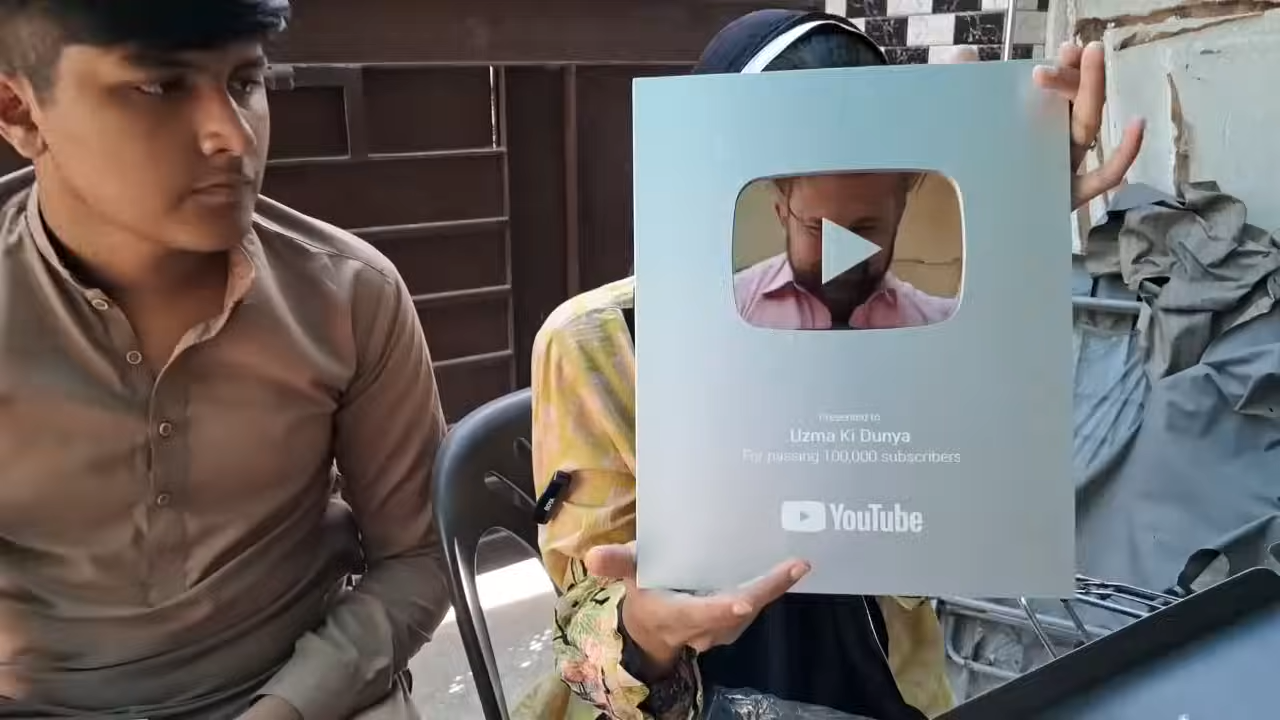 Presented to
Uzma Ki Dunya
For passing 100,000 subscribers
YouTube